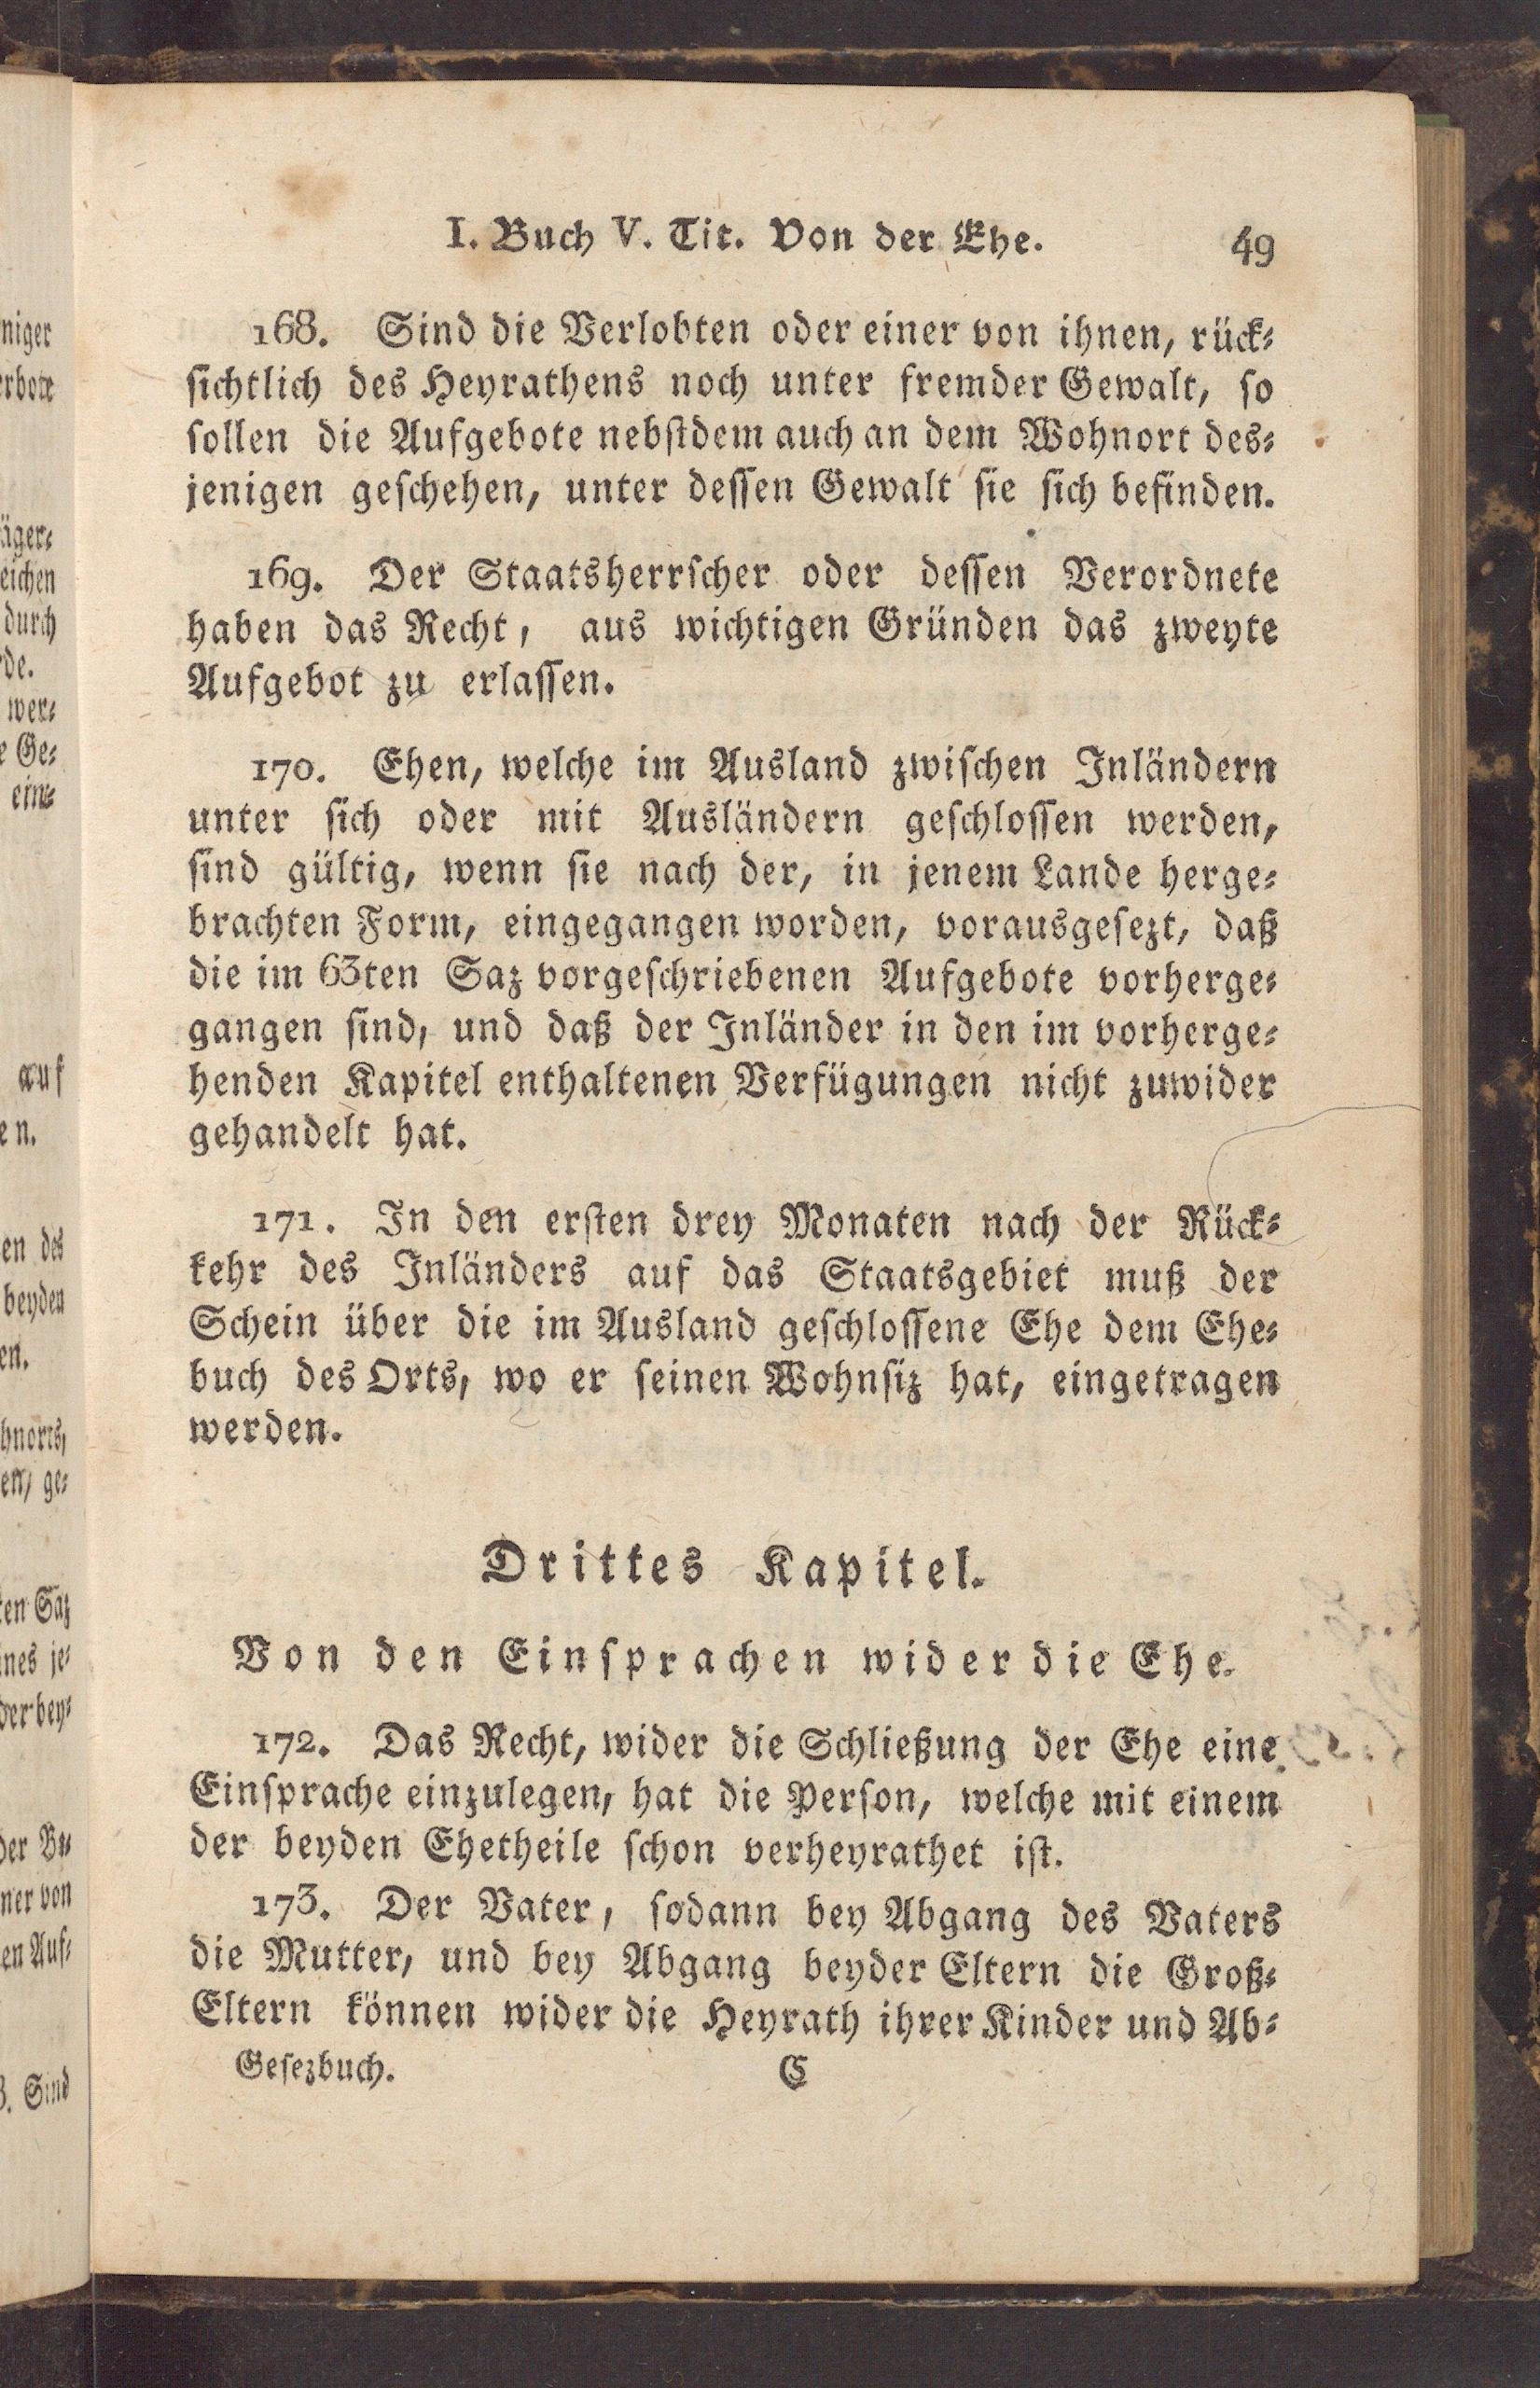 I. Buch V. Tit. Von der Ehe. 49
168. Sind die Verlobten oder einer von ihnen, rück-
sichtlich des Heyrathens noch unter fremder Gewalt, so
sollen die Aufgebote nebstdem auch an dem Wohnort des-
jenigen geschehen, unter dessen Gewalt sie sich befinden.
169. Der Staatsherrscher oder dessen Verordnete
haben das Recht, aus wichtigen Gründen das zweyte
Aufgebot zu erlassen.
170. Ehen, welche im Ausland zwischen Inländern
unter sich oder mit Ausländern geschlossen werden,
sind gültig, wenn sie nach der, in jenem Lande herge-
brachten Form, eingegangen worden, vorausgesezt, daß
die im 63ten Saz vorgeschriebenen Aufgebote vorherge-
gangen sind, und daß der Inländer in den im vorherge-
henden Kapitel enthaltenen Verfügungen nicht zuwider
gehandelt hat.
171. In den ersten drey Monaten nach der Rück-
kehr des Inländers auf das Staatsgebiet muß der
Schein über die im Ausland geschlossene Ehe dem Ehe-
buch des Orts, wo er seinen Wohnsiz hat, eingetragen
werden.
Drittes Kapitel.
Von den Einsprachen wider die Ehe.
172. Das Recht, wider die Schließung der Ehe eine
Einsprache einzulegen, hat die Person, welche mit einem
der beyden Ehetheile schon verheyrathet ist.
173. Der Vater, sodann bey Abgang des Vaters
die Mutter, und bey Abgang beyder Eltern die Groß-
Eltern können wider die Heyrath ihrer Kinder und Ab-
Gesezbuch. C